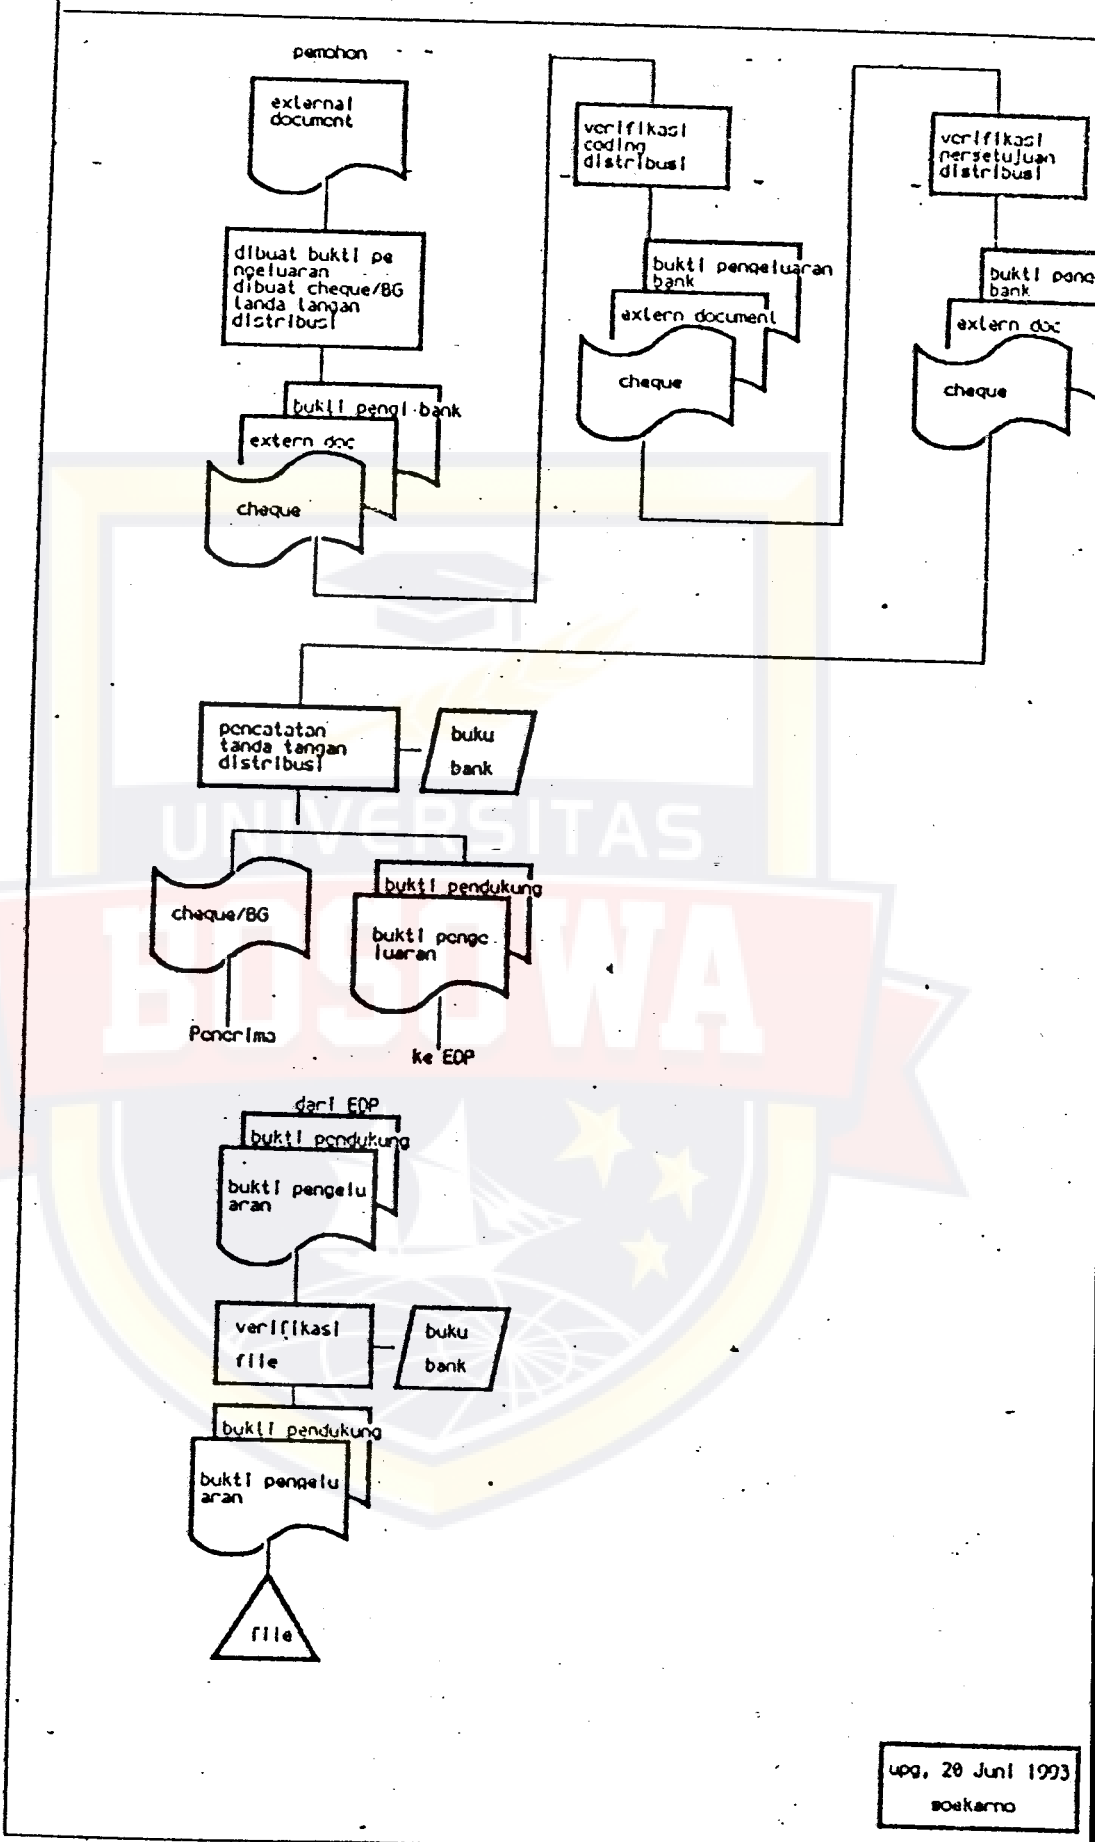 pemohon
external
document
dibuat bukti pe
ngeluaran
dibuat cheque/BG
tanda tangan
distribusi
bukti pengl bank
extern doc
cheque
verifikasi
coding
distribusi
bukti pengeluaran
bank
extern document
cheque
verifikasi
persetujuan
distribusi
bukti peng
bank
extern doc
cheque
pencatatan
tanda tangan
distribusi
buku
bank
UNIVERSITAS
cheque/BG
bukti pendukung
bukti penge
luaran
BOSOWA
Penerima
ke EDP
dari EDP
bukti pendukung
bukti pengelu
aran
verifikasi
file
buku
bank
bukti pendukung
bukti pengelu
aran
file
upg, 20 Juni 1993
soekarno